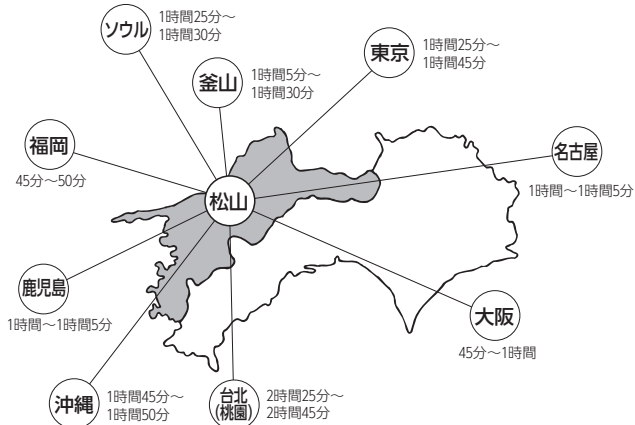 ソウル
1時間25分～
1時間30分
釜山
1時間5分～
1時間30分
東京
1時間25分～
1時間45分
福岡
45分～50分
名古屋
1時間～1時間5分
松山
鹿児島
1時間～1時間5分
大阪
45分～1時間
沖縄
1時間45分～
1時間50分
台北
(桃園)
2時間25分～
2時間45分